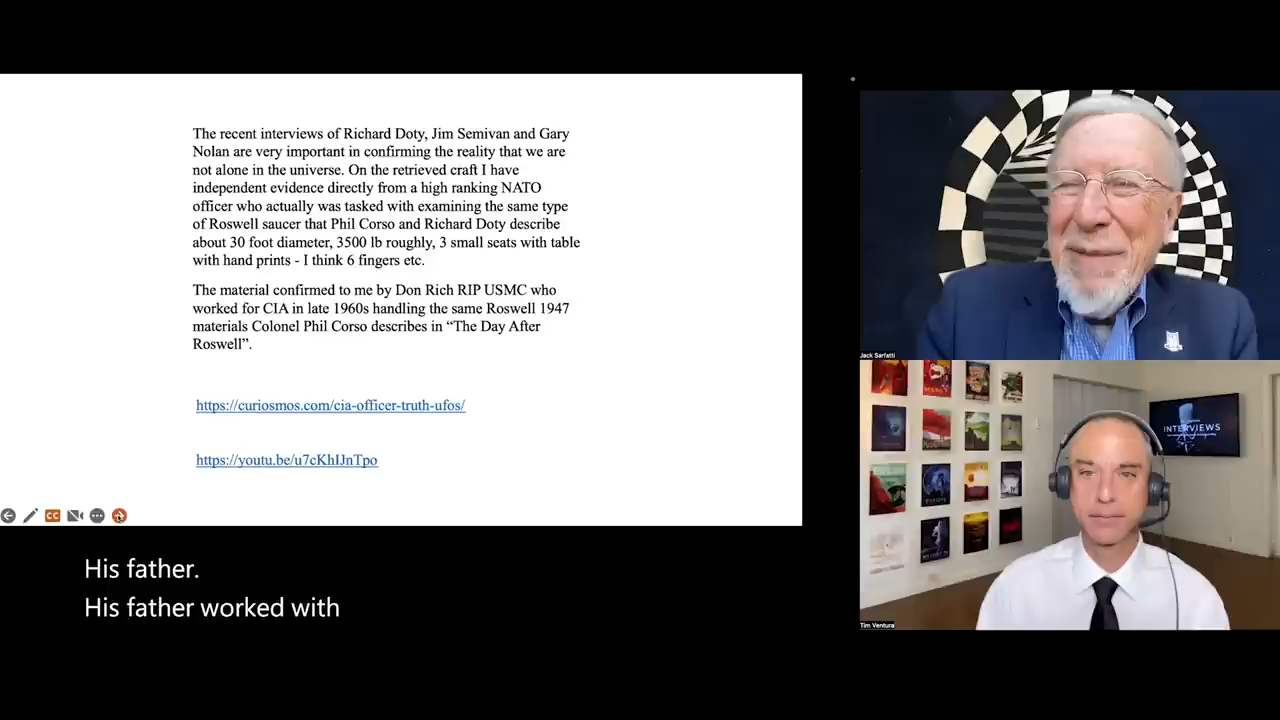 The recent interviews of Richard Doty, Jim Semivan and Gary
Nolan are very important in confirming the reality that we are
not alone in the universe. On the retrieved craft I have
independent evidence directly from a high ranking NATO
officer who actually was tasked with examining the same type
of Roswell saucer that Phil Corso and Richard Doty describe
about 30 foot diameter, 3500 lb roughly, 3 small seats with table
with hand prints - I think 6 fingers etc.
The material confirmed to me by Don Rich RIP USMC who
worked for CIA in late 1960s handling the same Roswell 1947
materials Colonel Phil Corso describes in “The Day After
Roswell”.
https://curiosmos.com/cia-officer-truth-ufos/
https://youtu.be/u7cKhIJnTpo
CC
His father.
His father worked with
Jack Sarfatti
INTERVIEWS
Tim Ventura